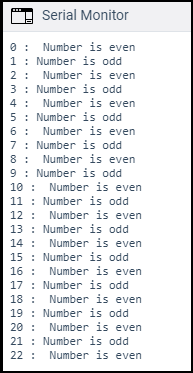 Serial Monitor
0 :  Number is even
1 : Number is odd
2 :  Number is even
3 : Number is odd
4 :  Number is even
5 : Number is odd
6 :  Number is even
7 : Number is odd
8 :  Number is even
9 : Number is odd
10 :  Number is even
11 : Number is odd
12 :  Number is even
13 : Number is odd
14 :  Number is even
15 : Number is odd
16 :  Number is even
17 : Number is odd
18 :  Number is even
19 : Number is odd
20 :  Number is even
21 : Number is odd
22 :  Number is even